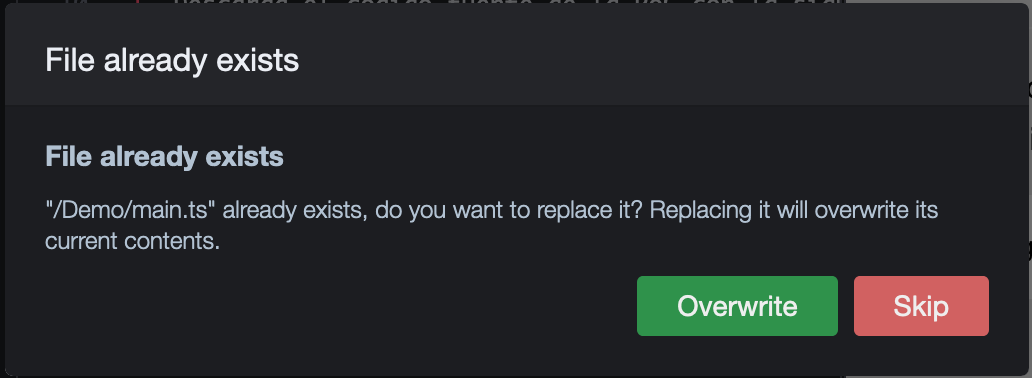 File already exists
File already exists
"/Demo/main.ts" already exists, do you want to replace it? Replacing it will overwrite its
current contents.
Overwrite
Skip